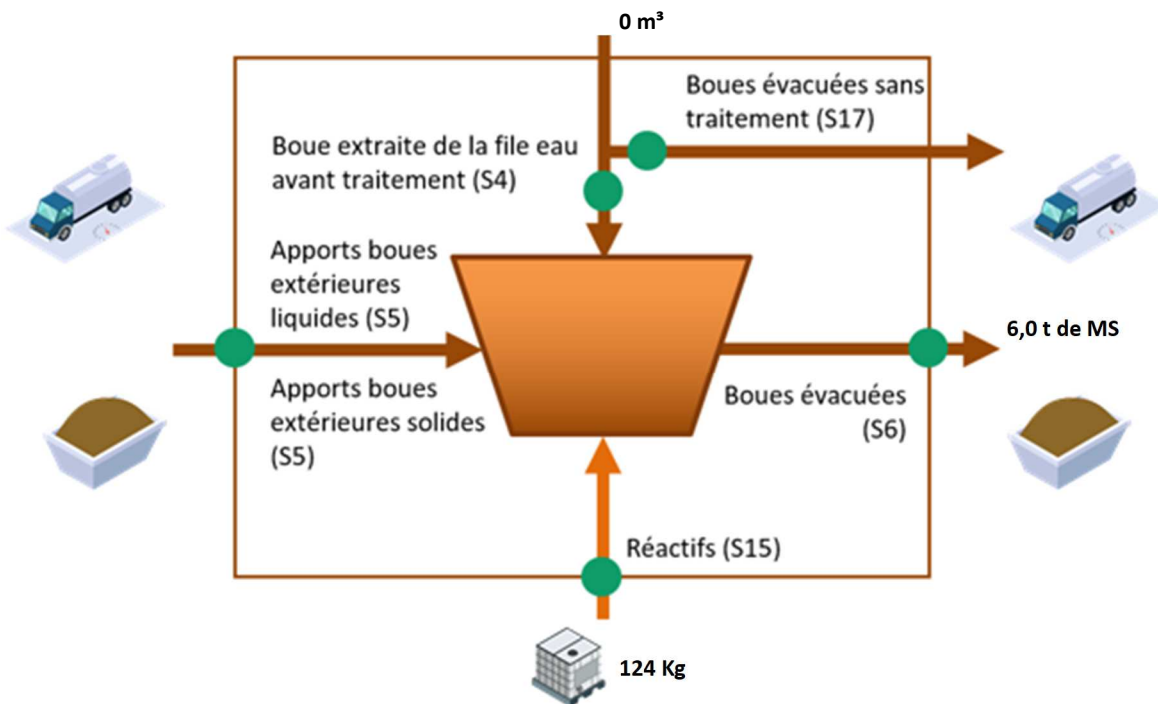 0 m³
Boues évacuées sans
traitement (S17)
Boue extraite de la file eau
avant traitement (S4)
Apports boues
extérieures
liquides (S5)
6,0 t de MS
Apports boues
extérieures solides
(S5)
Boues évacuées
(S6)
Réactifs (S15)
124 Kg